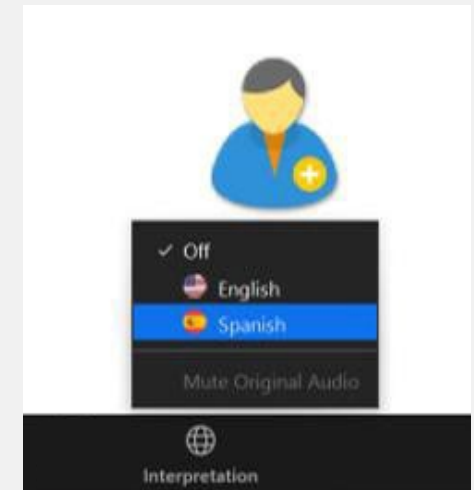 Off
English
Spanish
Mute Original Audio
Interpretation